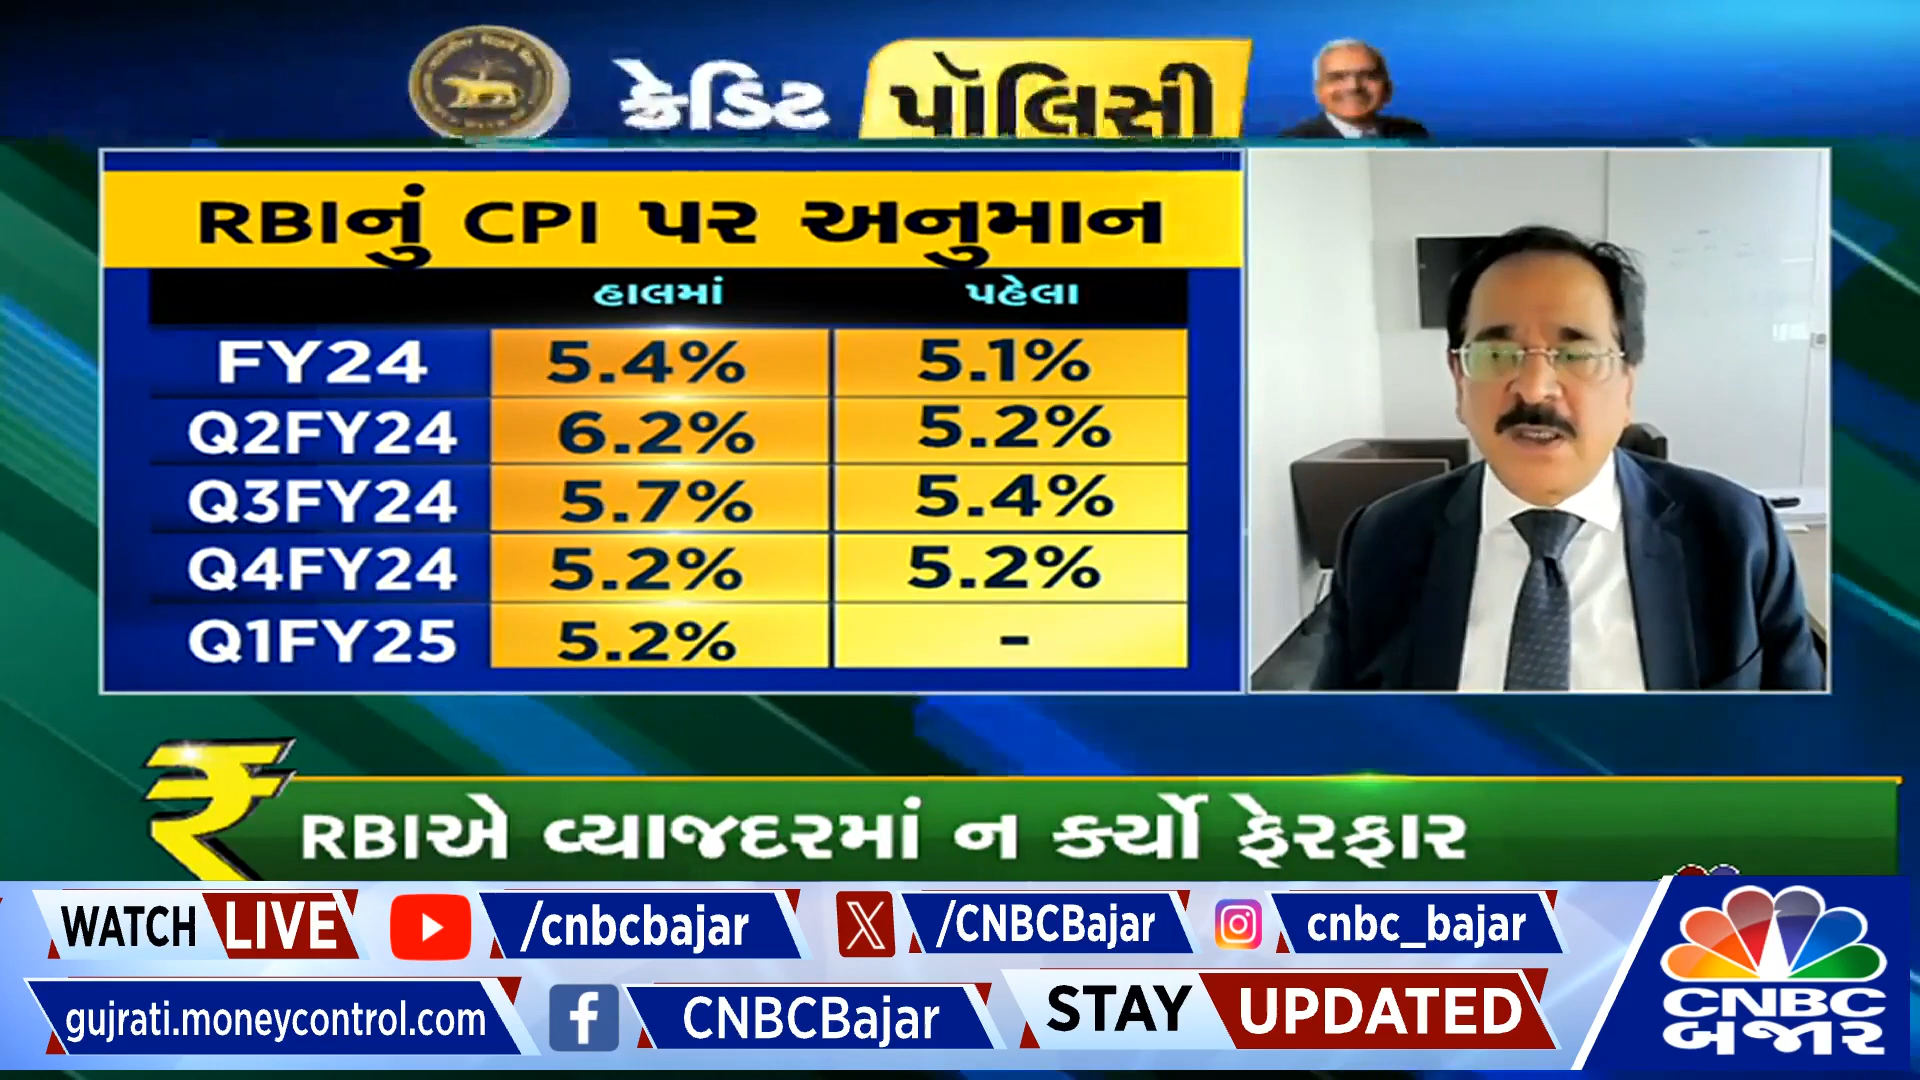 ક્રેડિટ પૉલિસી
RBIનું CPI પર અનુમાન
હાલમાં પહેલા
FY24 5.4% 5.1%
Q2FY24 6.2% 5.2%
Q3FY24 5.7% 5.4%
Q4FY24 5.2% 5.2%
Q1FY25 5.2% -
₹ RBIએ વ્યાજદરમાં ન કર્યો ફેરફાર
WATCH LIVE /cnbcbajar /CNBCBajar cnbc_bajar
gujrati.moneycontrol.com CNBCBajar STAY UPDATED
CNBC
બજાર